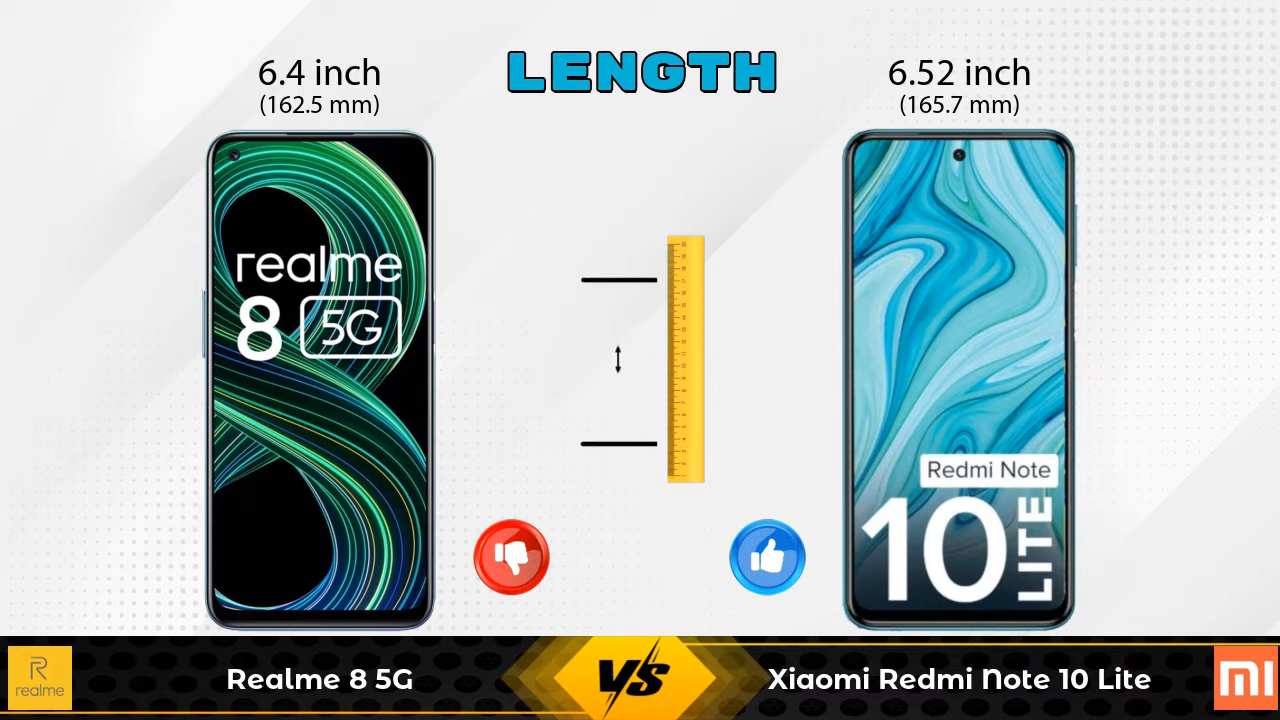 LENGTH
6.4 inch
(162.5 mm)
6.52 inch
(165.7 mm)
realme
8 5G
Redmi Note
10 LITE
R
realme
Realme 8 5G
VS
Xiaomi Redmi Note 10 Lite
MI